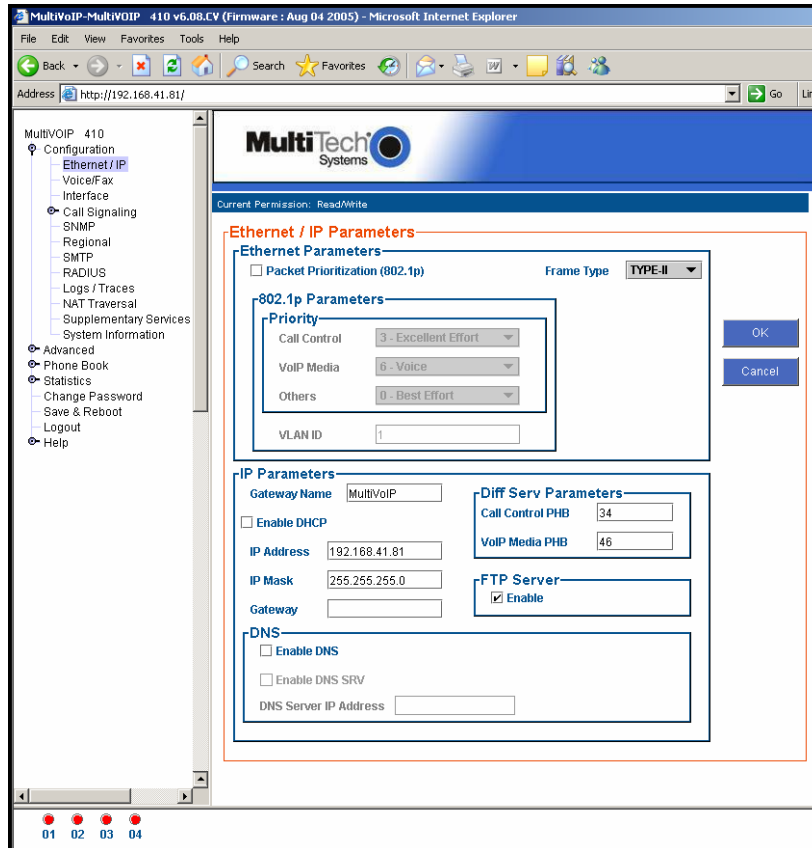 MultiVoIP-MultiVOIP 410 v6.08.CV (Firmware : Aug 04 2005) - Microsoft Internet Explorer
File Edit View Favorites Tools Help
Back Search Favorites
Address http://192.168.41.81/ Go
MultiVOIP 410
Configuration
Ethernet / IP
Voice/Fax
Interface
Call Signaling
SNMP
Regional
SMTP
RADIUS
Logs / Traces
NAT Traversal
Supplementary Services
System Information
Advanced
Phone Book
Statistics
Change Password
Save & Reboot
Logout
Help
MultiTech
Systems
Current Permission: Read/Write
Ethernet / IP Parameters
Ethernet Parameters
Packet Prioritization (802.1p) Frame Type TYPE-II
802.1p Parameters
Priority
Call Control 3 - Excellent Effort
VoIP Media 6 - Voice
Others 0 - Best Effort
VLAN ID 1
OK
Cancel
IP Parameters
Gateway Name MultiVoIP
Enable DHCP
IP Address 192.168.41.81
IP Mask 255.255.255.0
Gateway
Diff Serv Parameters
Call Control PHB 34
VoIP Media PHB 46
FTP Server
Enable
DNS
Enable DNS
Enable DNS SRV
DNS Server IP Address
01 02 03 04